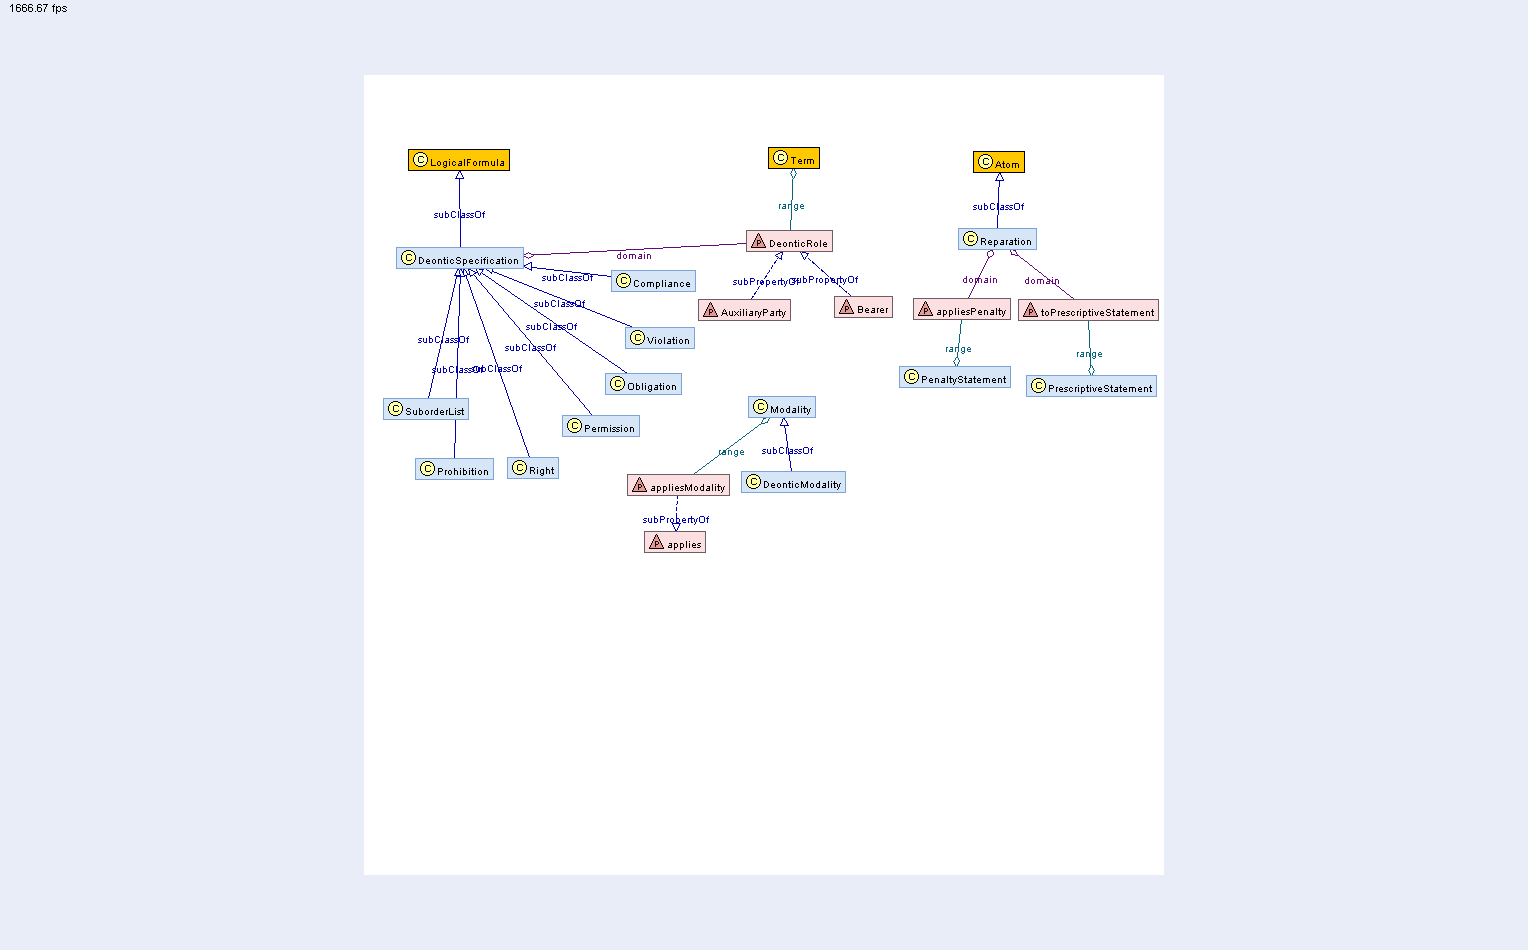 1666.67 fps
C LogicalFormula
C Term
C Atom
subClassOf
range
subClassOf
C DeonticSpecification
domain
P DeonticRole
C Reparation
subClassOf
C Compliance
subPropertyOf
subPropertyOf
domain
domain
subClassOf
P AuxiliaryParty
P Bearer
P appliesPenalty
P toPrescriptiveStatement
subClassOf
subClassOf
C Violation
subClassOf
range
range
C Obligation
C PenaltyStatement
C PrescriptiveStatement
subClassOf
subClassOf
C SuborderList
C Permission
C Modality
range
subClassOf
C Prohibition
C Right
P appliesModality
C DeonticModality
subPropertyOf
P applies